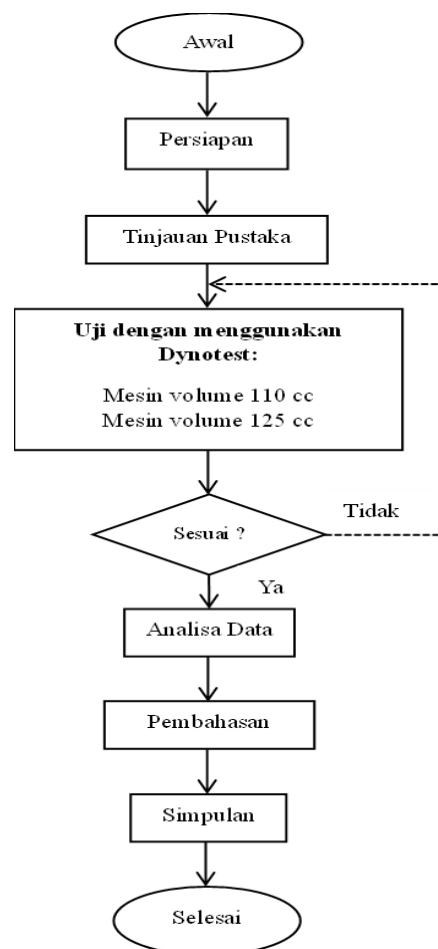 Awal
Persiapan
Tinjauan Pustaka
Uji dengan menggunakan
Dynotest:
Mesin volume 110 cc
Mesin volume 125 cc
Sesuai ?
Tidak
Ya
Analisa Data
Pembahasan
Simpulan
Selesai